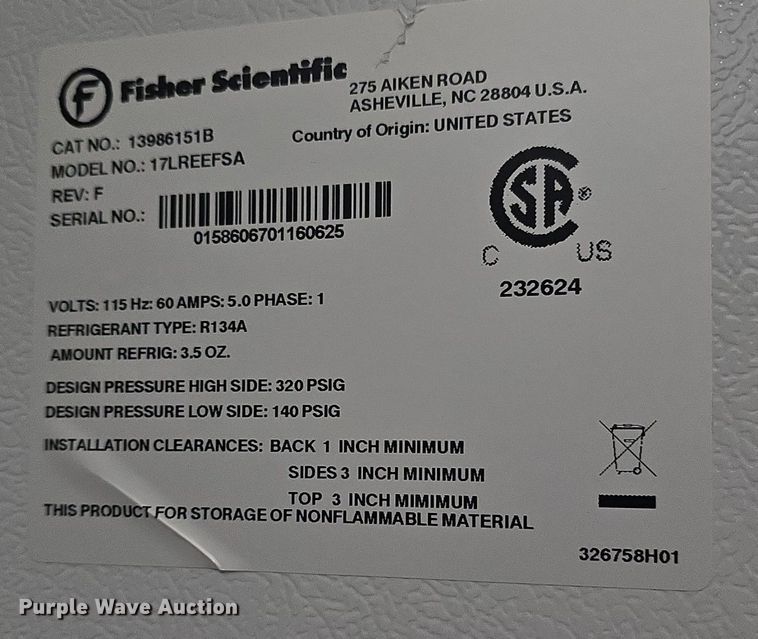 Fisher Scientific
275 AIKEN ROAD
ASHEVILLE, NC 28804 U.S.A.
CAT NO.: 13986151B
Country of Origin: UNITED STATES
MODEL NO.: 17LREEFSA
REV: F
SERIAL NO.:
0158606701160625
CSA ®
C US
232624
VOLTS: 115 Hz: 60 AMPS: 5.0 PHASE: 1
REFRIGERANT TYPE: R134A
AMOUNT REFRIG: 3.5 OZ.
DESIGN PRESSURE HIGH SIDE: 320 PSIG
DESIGN PRESSURE LOW SIDE: 140 PSIG
INSTALLATION CLEARANCES: BACK 1 INCH MINIMUM
SIDES 3 INCH MINIMUM
TOP 3 INCH MIMIMUM
THIS PRODUCT FOR STORAGE OF NONFLAMMABLE MATERIAL
326758H01
Purple Wave Auction